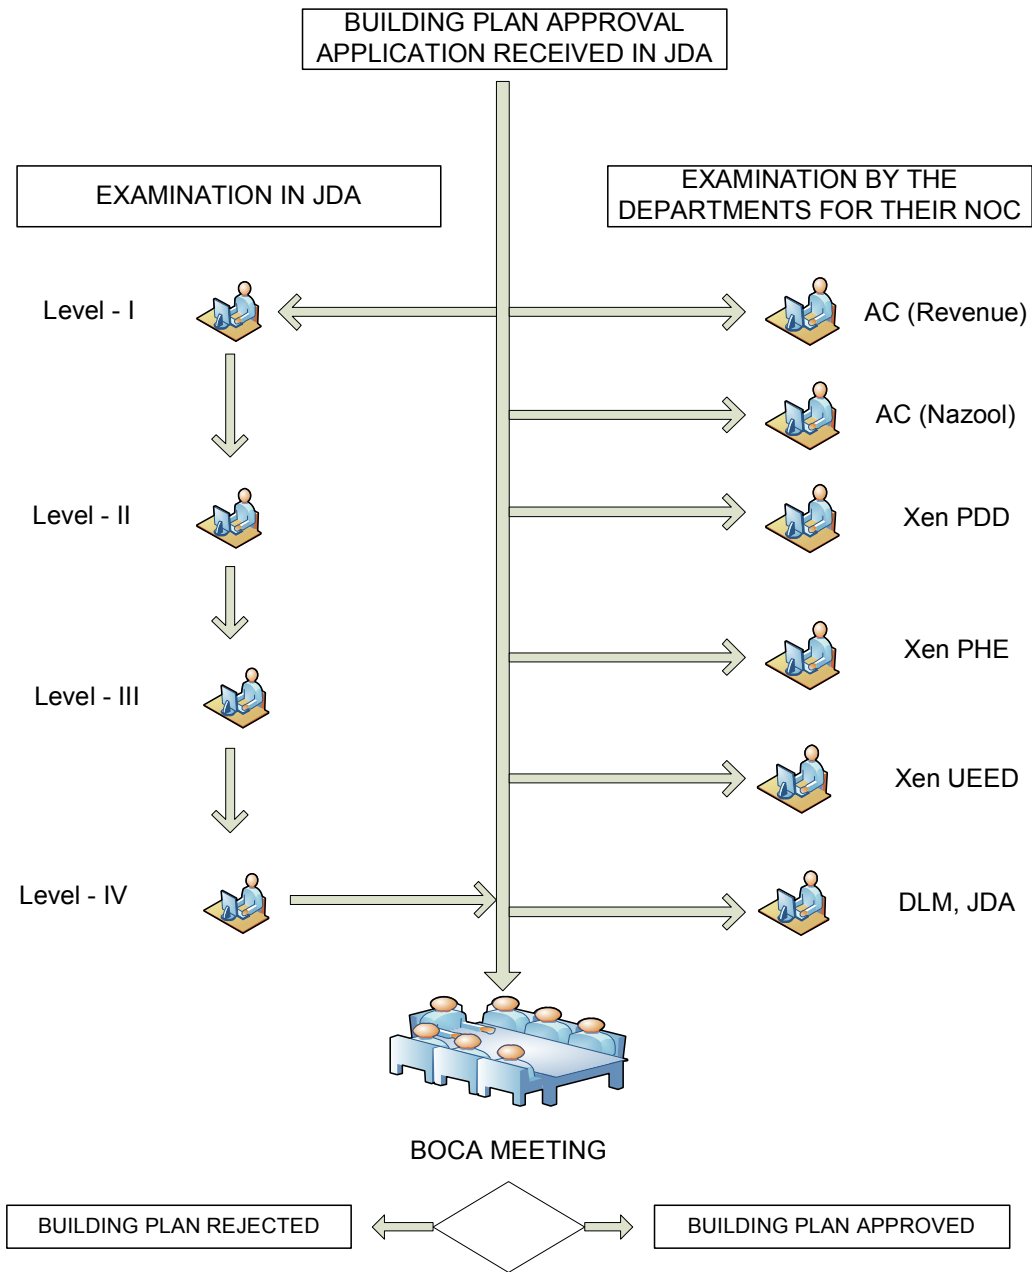 BUILDING PLAN APPROVAL
APPLICATION RECEIVED IN JDA
EXAMINATION IN JDA
EXAMINATION BY THE
DEPARTMENTS FOR THEIR NOC
Level - I
AC (Revenue)
AC (Nazool)
Level - II
Xen PDD
Xen PHE
Level - III
Xen UEED
Level - IV
DLM, JDA
BOCA MEETING
BUILDING PLAN REJECTED
BUILDING PLAN APPROVED